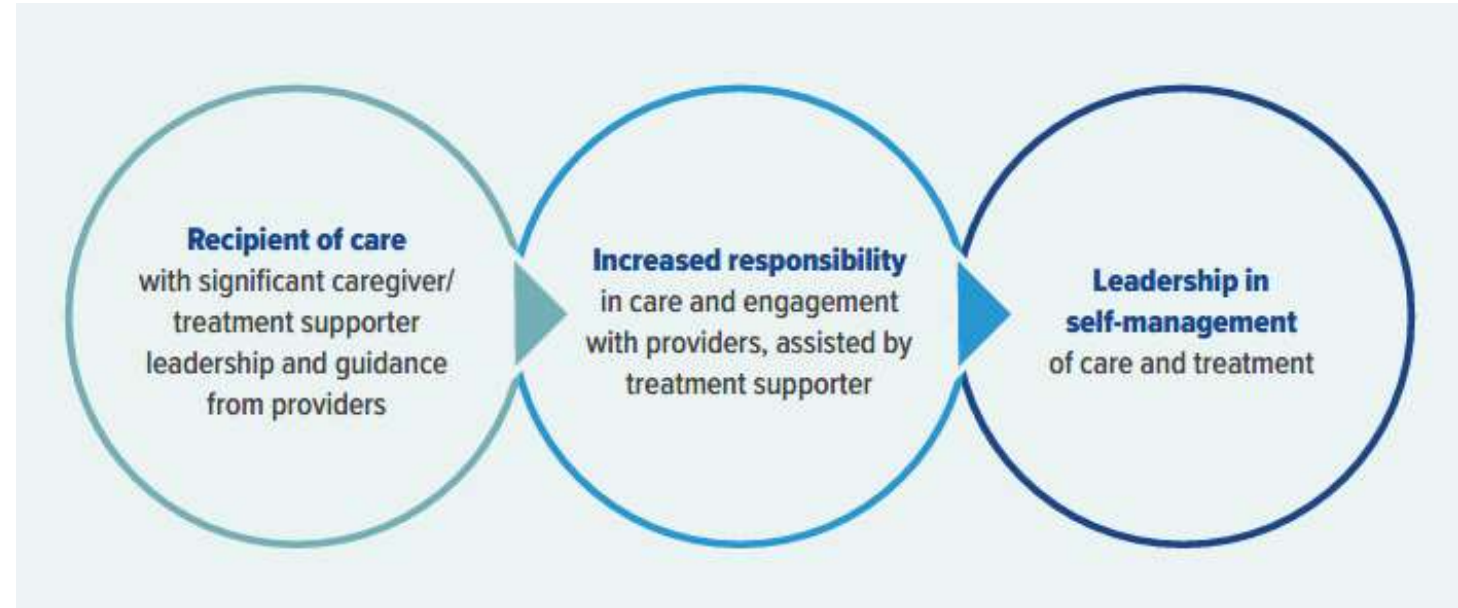 Recipient of care
with significant caregiver/
treatment supporter
leadership and guidance
from providers
Increased responsibility
in care and engagement
with providers, assisted by
treatment supporter
Leadership in
self-management
of care and treatment